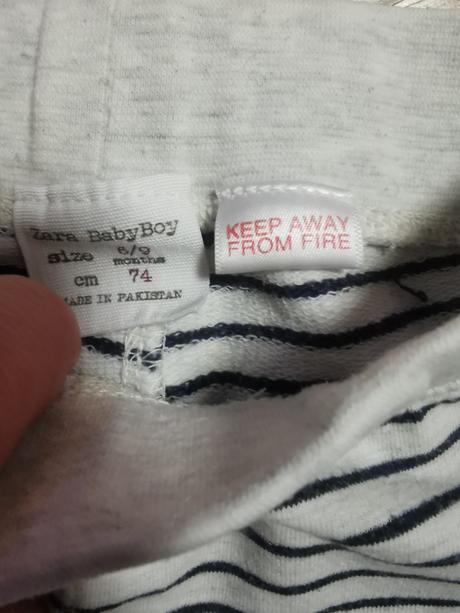 Zara BabyBoy
size 6/9 months
cm 74
MADE IN PAKISTAN
KEEP AWAY
FROM FIRE